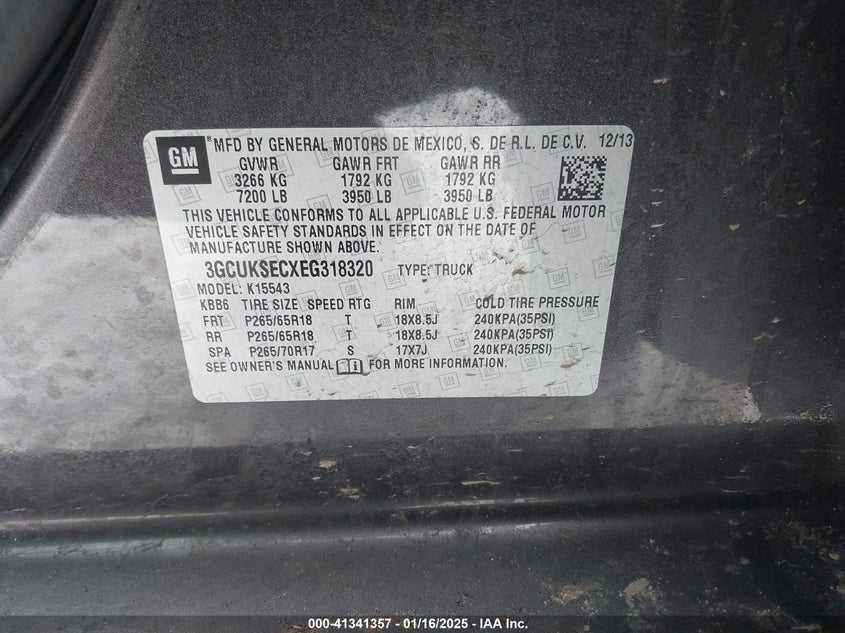 GM ® MFD BY GENERAL MOTORS DE MEXICO, S. DE R.L. DE C.V. 12/13
GVWR GAWR FRT GAWR RR
3266 KG 1792 KG 1792 KG
7200 LB 3950 LB 3950 LB
THIS VEHICLE CONFORMS TO ALL APPLICABLE U.S. FEDERAL MOTOR
VEHICLE SAFETY STANDARDS IN EFFECT ON THE DATE OF
MANUFACTURE SHOWN ABOVE.
3GCUKSECXEG318320 TYPE: TRUCK
MODEL: K15543
KBB6 TIRE SIZE SPEED RTG RIM COLD TIRE PRESSURE
FRT P265/65R18 T 18X8.5J 240KPA(35PSI)
RR P265/65R18 T 18X8.5J 240KPA(35PSI)
SPA P265/70R17 S 17X7J 240KPA(35PSI)
SEE OWNER'S MANUAL FOR MORE INFORMATION.
000-41341357 - 01/16/2025 - IAA Inc.